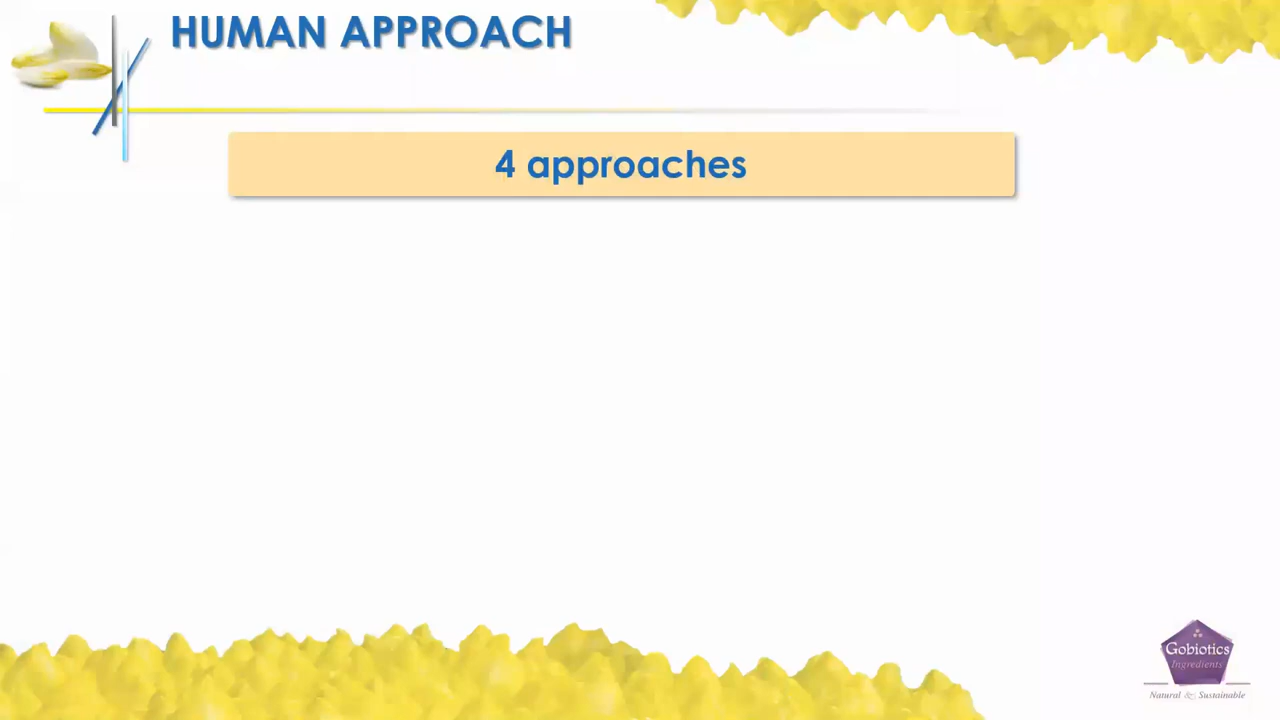 HUMAN APPROACH
4 approaches
Gobiotics
Ingredients
Natural & Sustainable